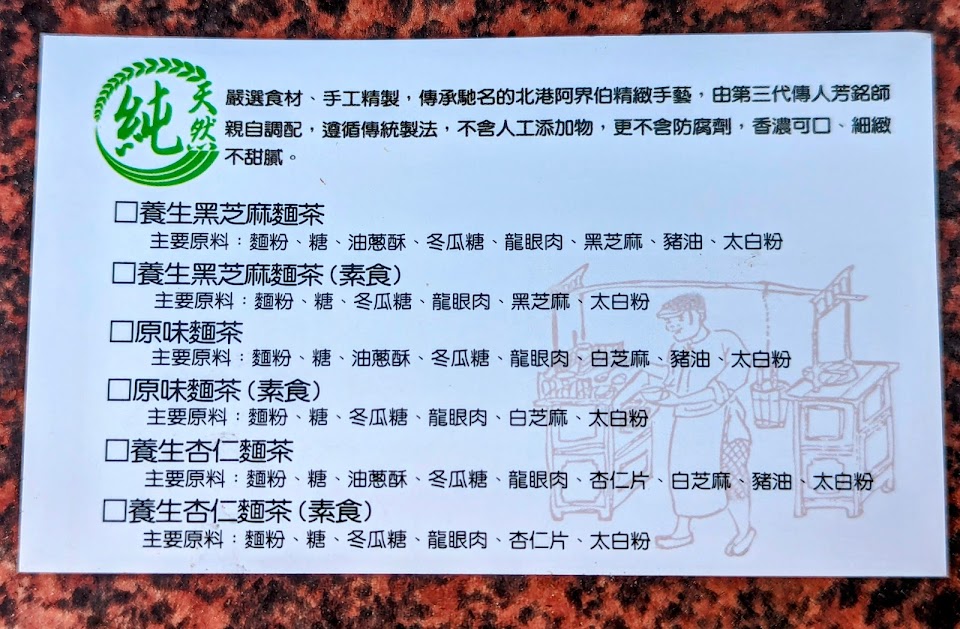 純天然
嚴選食材、手工精製，傳承馳名的北港阿界伯精緻手藝，由第三代傳人芳銘師
親自調配，遵循傳統製法，不含人工添加物，更不含防腐劑，香濃可口、細緻
不甜膩。
□養生黑芝麻麵茶
主要原料：麵粉、糖、油蔥酥、冬瓜糖、龍眼肉、黑芝麻、豬油、太白粉
□養生黑芝麻麵茶（素食）
主要原料：麵粉、糖、冬瓜糖、龍眼肉、黑芝麻、太白粉
□原味麵茶
主要原料：麵粉、糖、油蔥酥、冬瓜糖、龍眼肉、白芝麻、豬油、太白粉
□原味麵茶（素食）
主要原料：麵粉、糖、冬瓜糖、龍眼肉、白芝麻、太白粉
□養生杏仁麵茶
主要原料：麵粉、糖、油蔥酥、冬瓜糖、龍眼肉、杏仁片、白芝麻、豬油、太白粉
□養生杏仁麵茶（素食）
主要原料：麵粉、糖、冬瓜糖、龍眼肉、杏仁片、太白粉